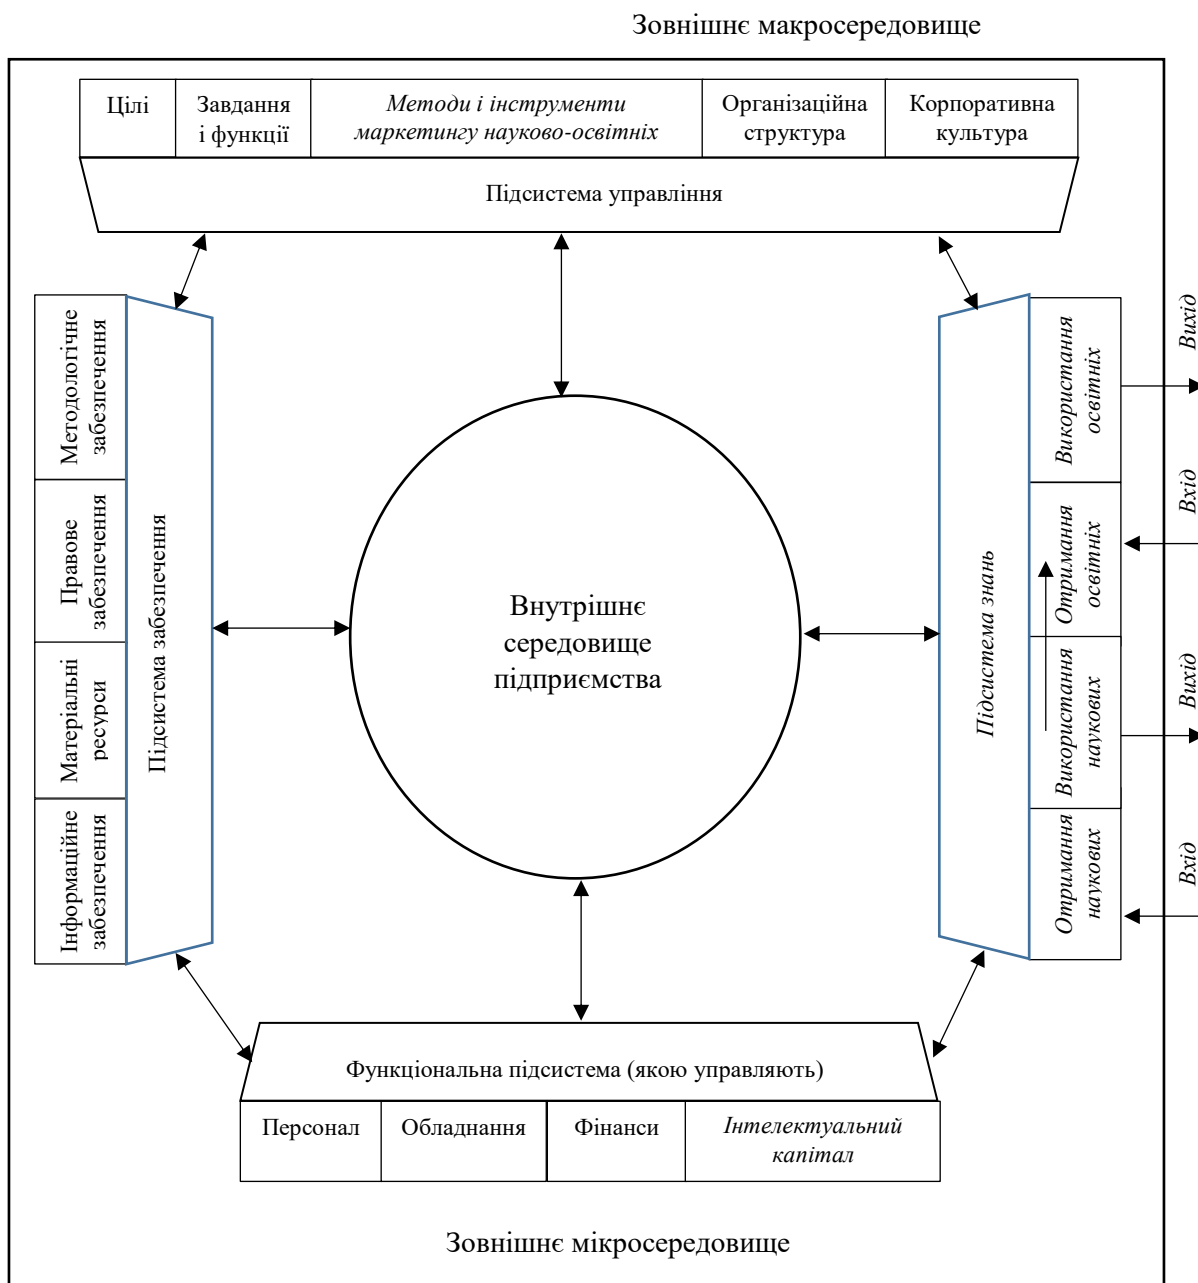 Зовнішнє макросередовище
Цілі
Завдання
і функції
Методи і інструменти
маркетингу науково-освітніх
Організаційна
структура
Корпоративна
культура
Підсистема управління
Методологічне
забезпечення
Правове
забезпечення
Матеріальні
ресурси
Інформаційне
забезпечення
Підсистема забезпечення
Внутрішнє
середовище
підприємства
Підсистема знань
Використання
освітніх
Отримання
освітніх
Використання
наукових
Отримання
наукових
Вихід
Вхід
Вихід
Вхід
Функціональна підсистема (якою управляють)
Персонал
Обладнання
Фінанси
Інтелектуальний
капітал
Зовнішнє мікросередовище